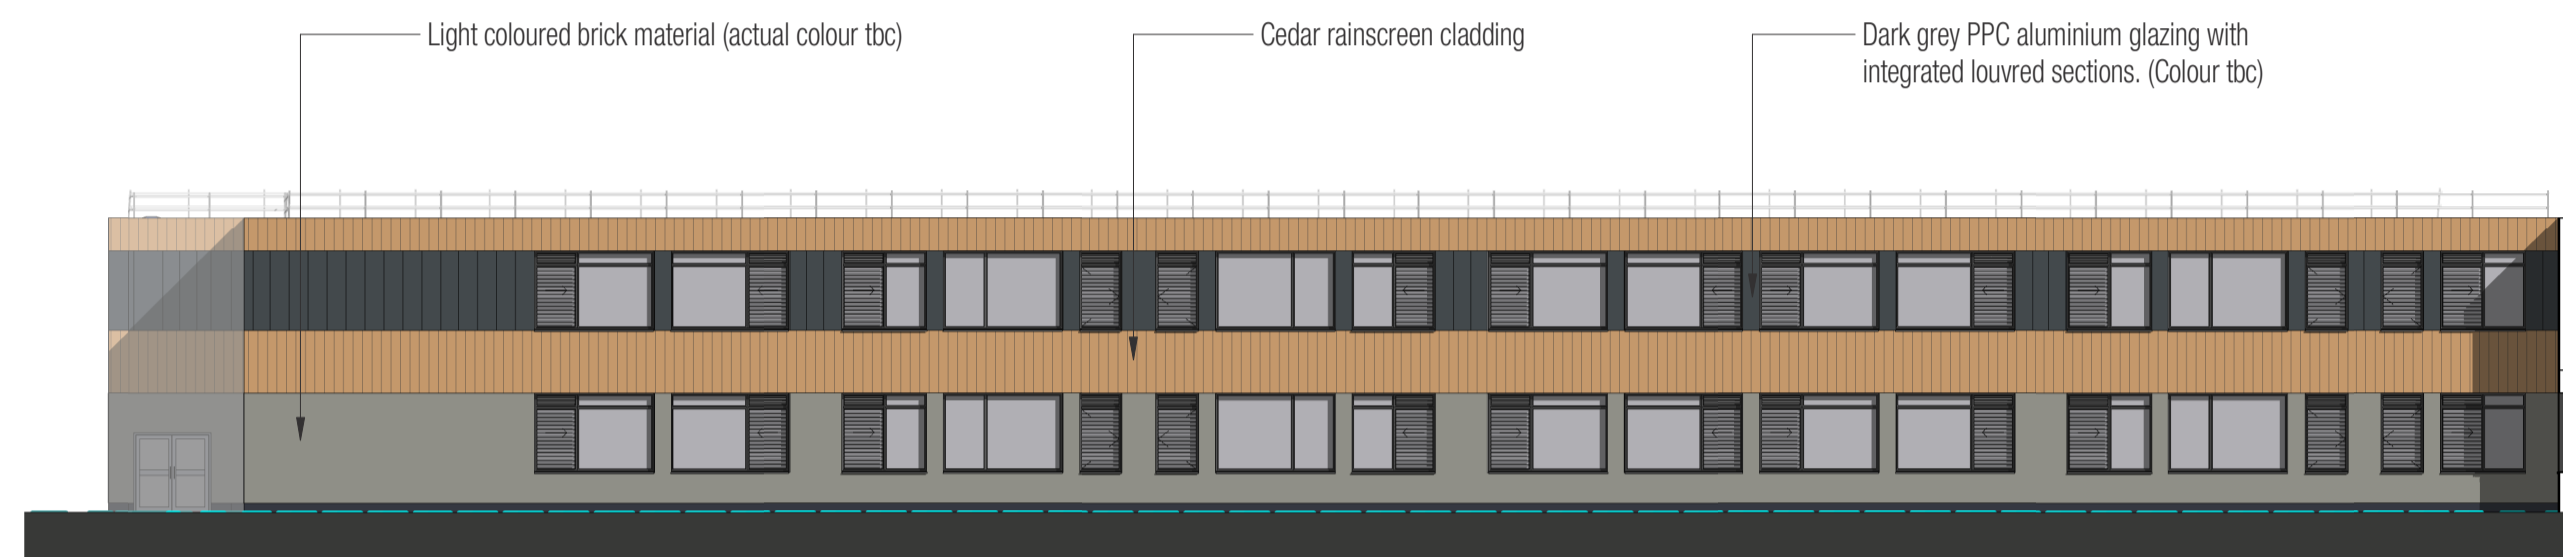 Light coloured brick material (actual colour tbc)
Cedar rainscreen cladding
Dark grey PPC aluminium glazing with
integrated louvred sections. (Colour tbc)